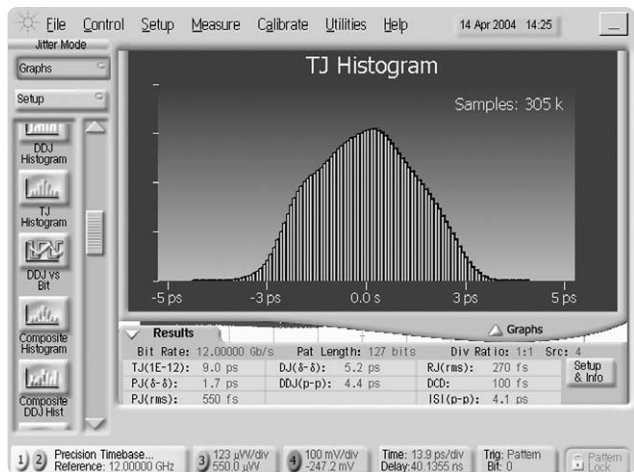 File Control Setup Measure Calibrate Utilities Help 14 Apr 2004 14:25
Jitter Mode
Graphs
Setup
DDJ
Histogram
TJ
Histogram
DDJ vs
Bit
Composite
Histogram
Composite
DDJ Hist
TJ Histogram
Samples: 305 k
-5 ps -3 ps 0.0 s 3 ps 5 ps
Results Graphs
Bit Rate: 12.00000 Gb/s Pat Length: 127 bits Div Ratio: 1:1 Src: 4
TJ(1E-12): 9.0 ps DJ(δ-δ): 5.2 ps RJ(rms): 270 fs
PJ(δ-δ): 1.7 ps DDJ(p-p): 4.4 ps DCD: 100 fs
PJ(rms): 550 fs ISI(p-p): 4.1 ps
Setup
& Info
1 2 Precision Timebase...
Reference: 12.00000 GHz
3 123 µW/div
550.0 µW
4 100 mV/div
-247.2 mV
Time: 13.9 ps/div
Delay: 40.1355 ns
Trig: Pattern
Bit: 0
Pattern
Lock